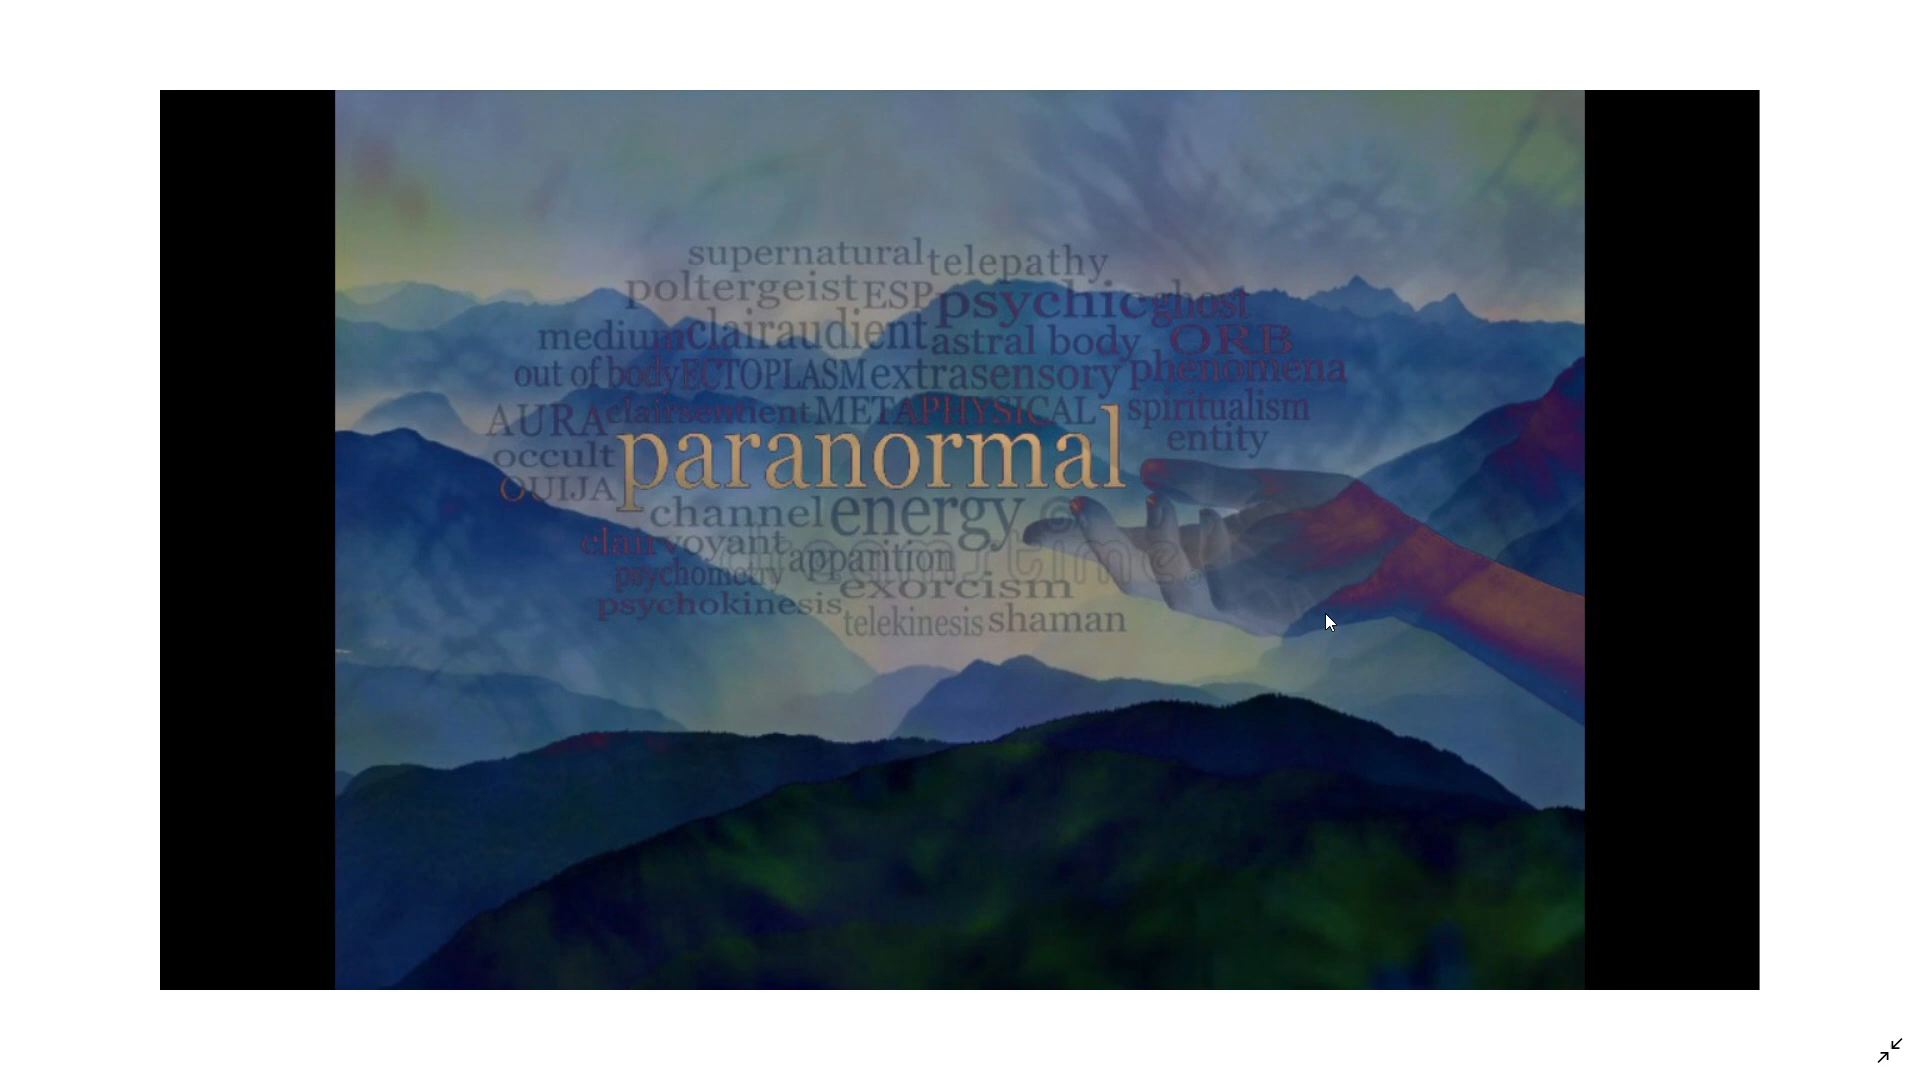 supernatural telepathy
poltergeist ESP psychic ghost
medium clairaudient astral body ORB
out of body ECTOPLASM extrasensory phenomena
AURA clairsentient METAPHYSICAL spiritualism
occult paranormal entity
OUIJA
channel energy ©
clairvoyant apparition
psychometry exorcism
psychokinesis telekinesis shaman